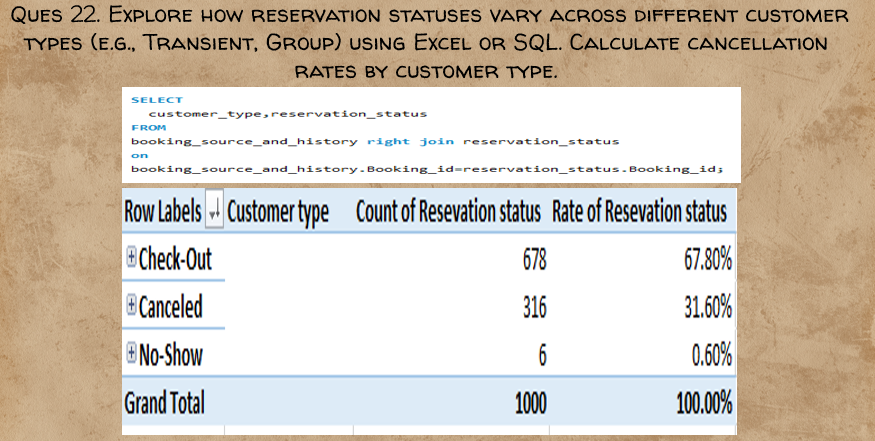 Ques 22. Explore how reservation statuses vary across different customer
types (e.g., Transient, Group) using Excel or SQL. Calculate cancellation
rates by customer type.
SELECT
customer_type,reservation_status
FROM
booking_source_and_history right join reservation_status
on
booking_source_and_history.Booking_id=reservation_status.Booking_id;
Row Labels Customer type Count of Resevation status Rate of Resevation status
Check-Out 678 67.80%
Canceled 316 31.60%
No-Show 6 0.60%
Grand Total 1000 100.00%